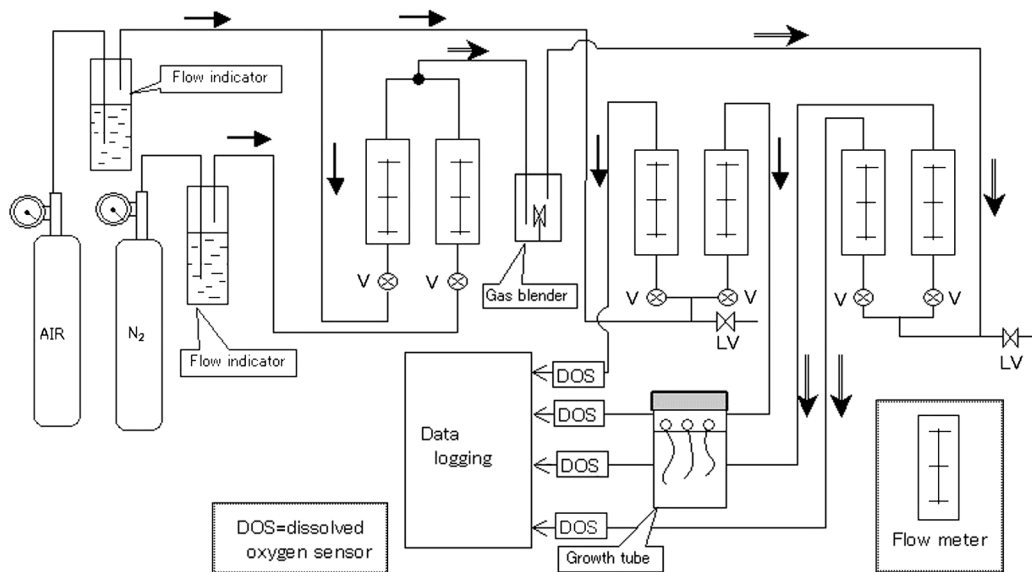 Flow indicator
V
V
Gas blender
V
V
V
V
AIR
N₂
Flow indicator
LV
LV
DOS
DOS
Data
logging
DOS
DOS
DOS=dissolved
oxygen sensor
Growth tube
Flow meter